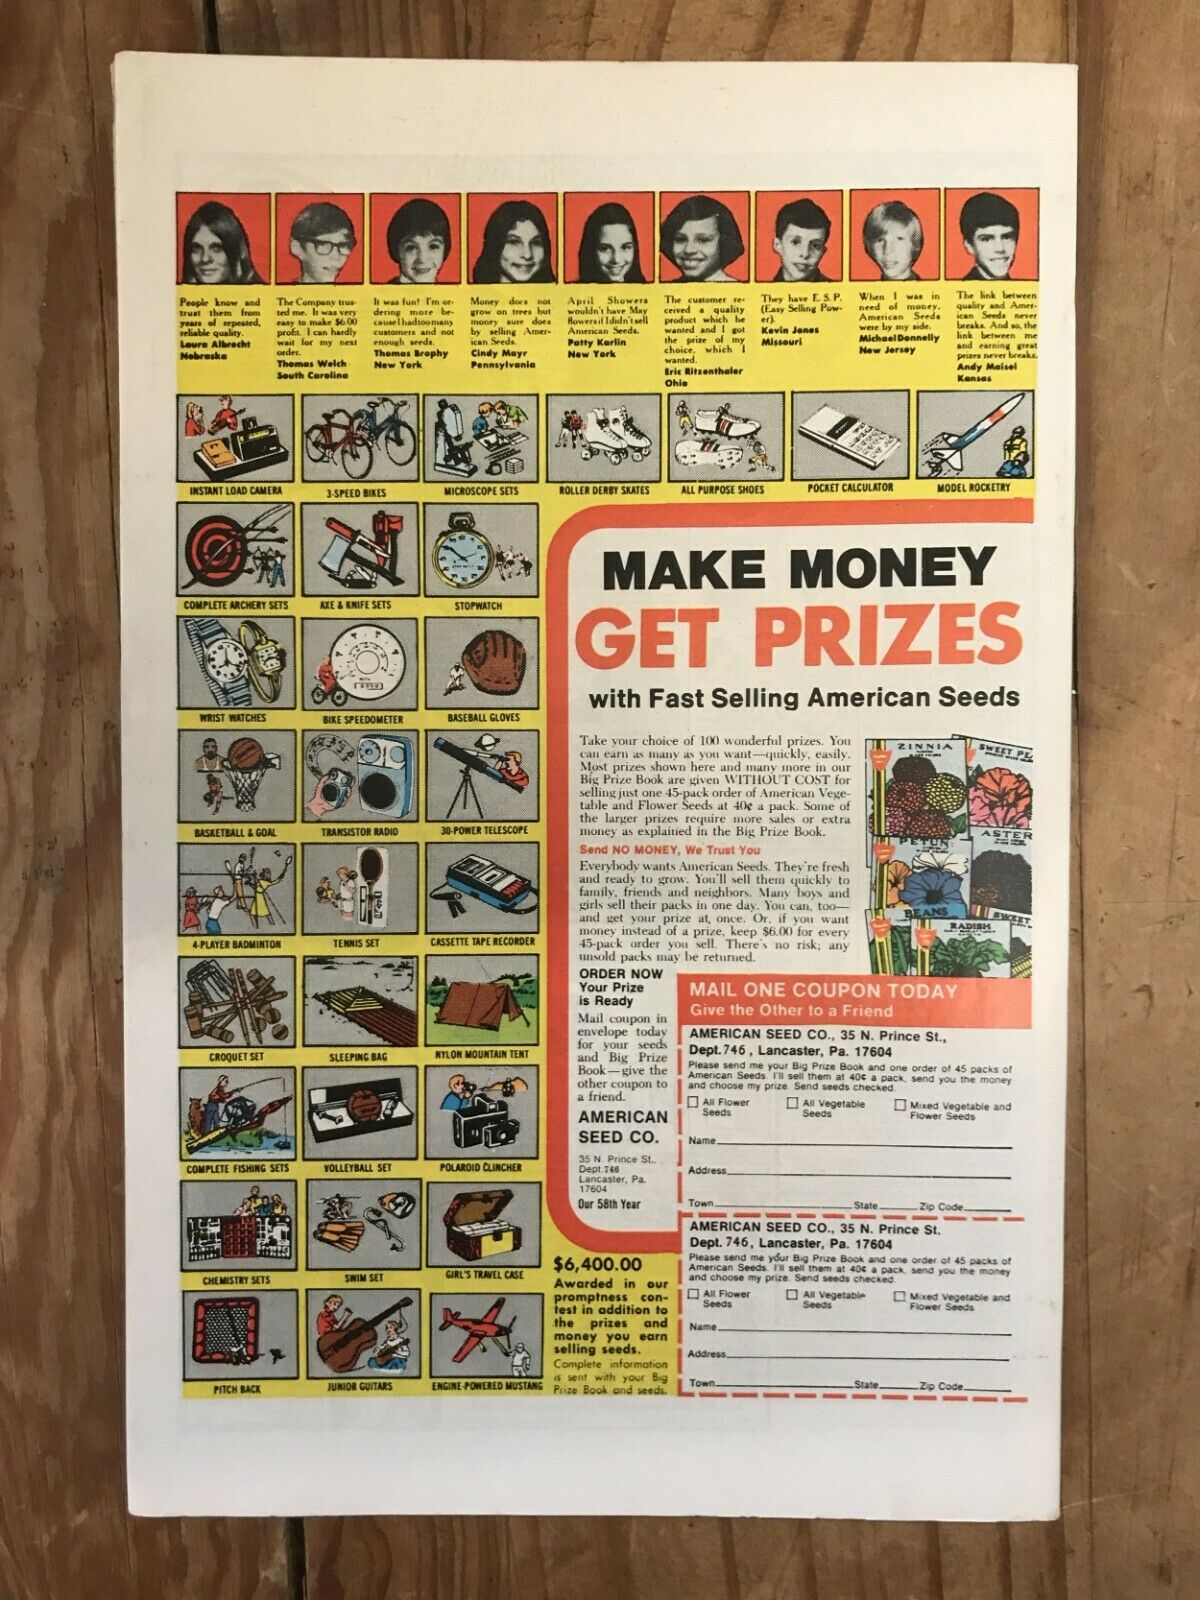 People know and
trust them from
years of repeated,
reliable quality.
Laura Albrecht
Nebraska
The Company trus-
ted me. It was very
easy to make $6.00
profit. I can hardly
wait for my next
order.
Thomas Welch
South Carolina
It was fun! I'm or-
dering more be-
cause I had too many
customers and not
enough seeds.
Thomas Brophy
New York
Money does not
grow on trees but
money sure does
by selling Amer-
ican Seeds.
Cindy Mayr
Pennsylvania
April Showers
wouldn't have May
flowers if I didn't sell
American Seeds.
Patty Karlin
New York
The customer re-
ceived a quality
product which he
wanted and I got
the prize of my
choice, which I
wanted.
Eric Ritzenthaler
Ohio
They have E.S.P.
(Easy Selling Pow-
er).
Kevin Jones
Missouri
When I was in
need of money,
American Seeds
were by my side.
Michael Donnelly
New Jersey
The link between
quality and Amer-
ican Seeds never
breaks. And so, the
link between me
and earning great
prizes never breaks.
Andy Maisel
Kansas
INSTANT LOAD CAMERA
3-SPEED BIKES
MICROSCOPE SETS
ROLLER DERBY SKATES
ALL PURPOSE SHOES
POCKET CALCULATOR
MODEL ROCKETRY
COMPLETE ARCHERY SETS
AXE & KNIFE SETS
STOPWATCH
WRIST WATCHES
BIKE SPEEDOMETER
BASEBALL GLOVES
BASKETBALL & GOAL
TRANSISTOR RADIO
30-POWER TELESCOPE
4-PLAYER BADMINTON
TENNIS SET
CASSETTE TAPE RECORDER
CROQUET SET
SLEEPING BAG
NYLON MOUNTAIN TENT
COMPLETE FISHING SETS
VOLLEYBALL SET
POLAROID CLINCHER
CHEMISTRY SETS
SWIM SET
GIRL'S TRAVEL CASE
PITCH BACK
JUNIOR GUITARS
ENGINE-POWERED MUSTANG
MAKE MONEY
GET PRIZES
with Fast Selling American Seeds
Take your choice of 100 wonderful prizes. You
can earn as many as you want—quickly, easily.
Most prizes shown here and many more in our
Big Prize Book are given WITHOUT COST for
selling just one 45-pack order of American Vege-
table and Flower Seeds at 40¢ a pack. Some of
the larger prizes require more sales or extra
money as explained in the Big Prize Book.
Send NO MONEY, We Trust You
Everybody wants American Seeds. They're fresh
and ready to grow. You'll sell them quickly to
family, friends and neighbors. Many boys and
girls sell their packs in one day. You can, too—
and get your prize at once. Or, if you want
money instead of a prize, keep $6.00 for every
45-pack order you sell. There's no risk; any
unsold packs may be returned.
ZINNIA
SWEET PE
ASTER
PETUN
BEANS
SWEET
RADISH
ORDER NOW
Your Prize
is Ready
Mail coupon in
envelope today
for your seeds
and Big Prize
Book—give the
other coupon to
a friend.
AMERICAN
SEED CO.
35 N. Prince St.,
Dept. 746
Lancaster, Pa.
17604
Our 58th Year
MAIL ONE COUPON TODAY
Give the Other to a Friend
AMERICAN SEED CO., 35 N. Prince St.,
Dept. 746, Lancaster, Pa. 17604
Please send me your Big Prize Book and one order of 45 packs of
American Seeds. I'll sell them at 40¢ a pack, send you the money
and choose my prize. Send seeds checked.
All Flower Seeds
All Vegetable Seeds
Mixed Vegetable and Flower Seeds
Name
Address
Town State Zip Code
AMERICAN SEED CO., 35 N. Prince St.
Dept. 746, Lancaster, Pa. 17604
Please send me your Big Prize Book and one order of 45 packs of
American Seeds. I'll sell them at 40¢ a pack, send you the money
and choose my prize. Send seeds checked.
All Flower Seeds
All Vegetable Seeds
Mixed Vegetable and Flower Seeds
Name
Address
Town State Zip Code
$6,400.00
Awarded in our
promptness con-
test in addition to
the prizes and
money you earn
selling seeds.
Complete information
is sent with your Big
Prize Book and seeds.